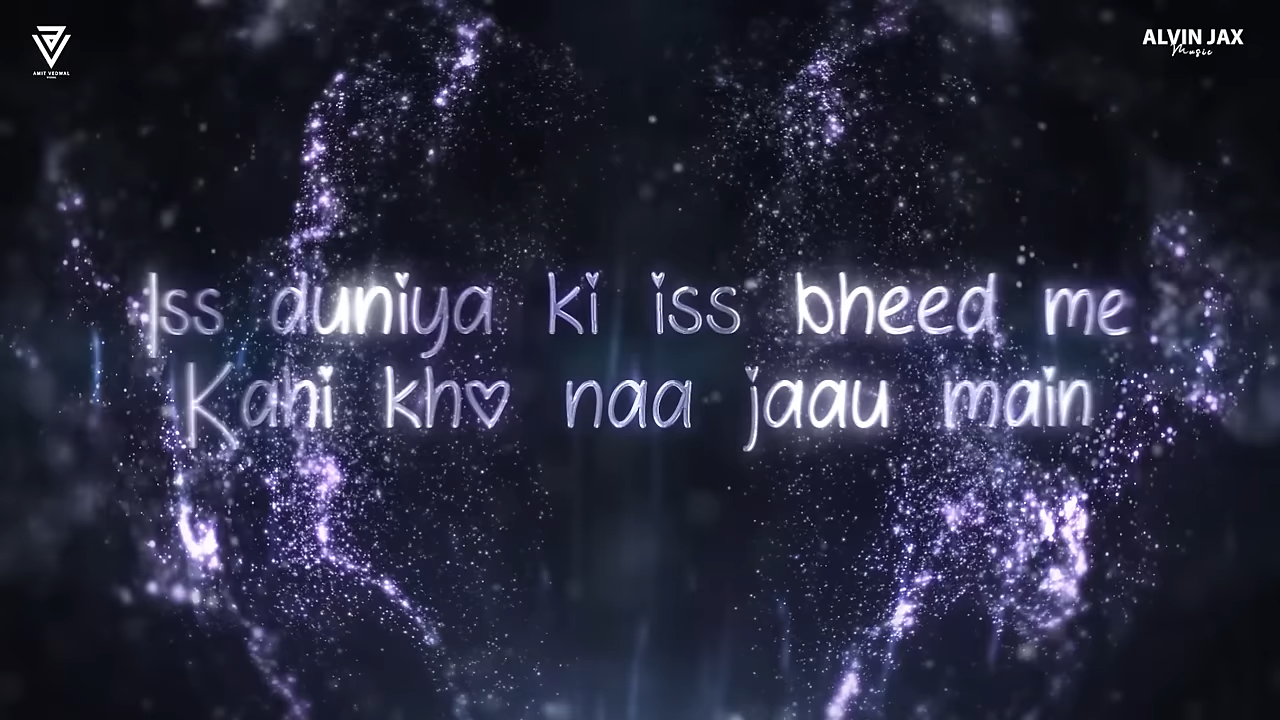 AMIT VEDWAL
ALVIN JAX
Music
Iss duniya ki iss bheed me
Kahi kho naa jaau main